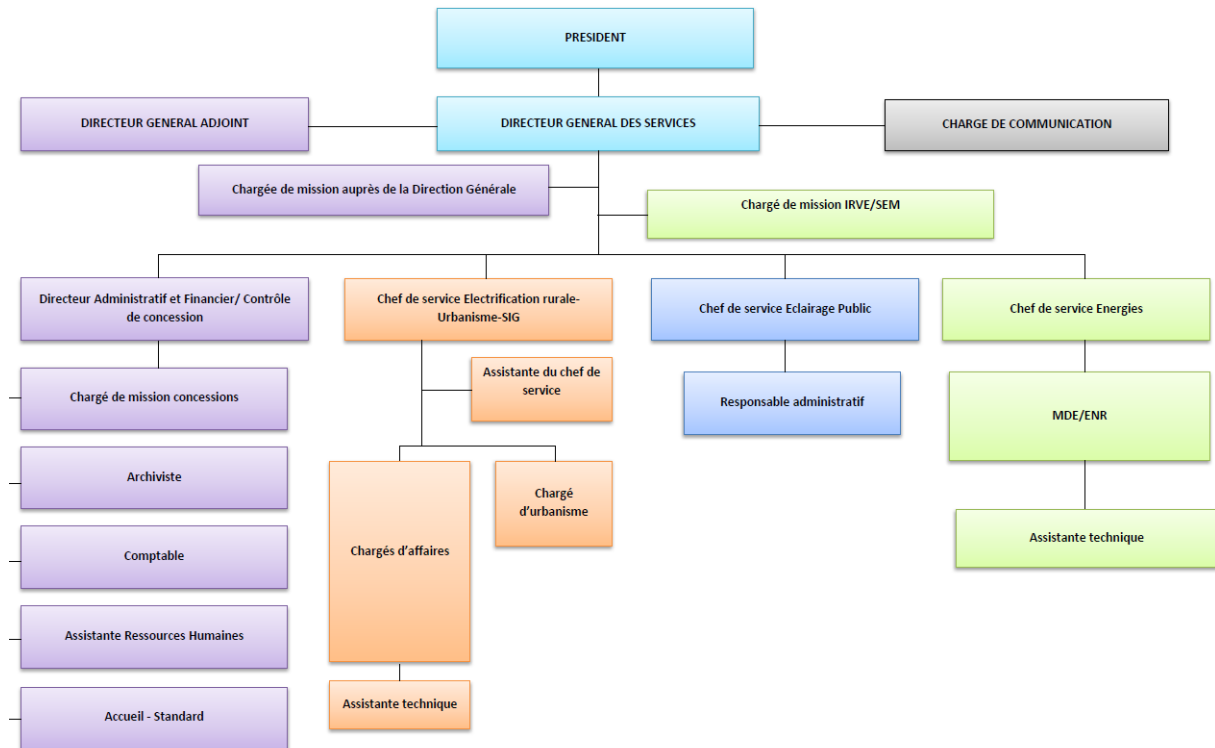 PRESIDENT
DIRECTEUR GENERAL ADJOINT
DIRECTEUR GENERAL DES SERVICES
CHARGE DE COMMUNICATION
Chargée de mission auprès de la Direction Générale
Chargé de mission IRVE/SEM
Directeur Administratif et Financier/ Contrôle
de concession
Chef de service Electrification rurale-
Urbanisme-SIG
Chef de service Eclairage Public
Chef de service Energies
Chargé de mission concessions
Assistante du chef de
service
Responsable administratif
MDE/ENR
Archiviste
Chargé
d’urbanisme
Chargés d’affaires
Assistante technique
Comptable
Assistante Ressources Humaines
Assistante technique
Accueil - Standard